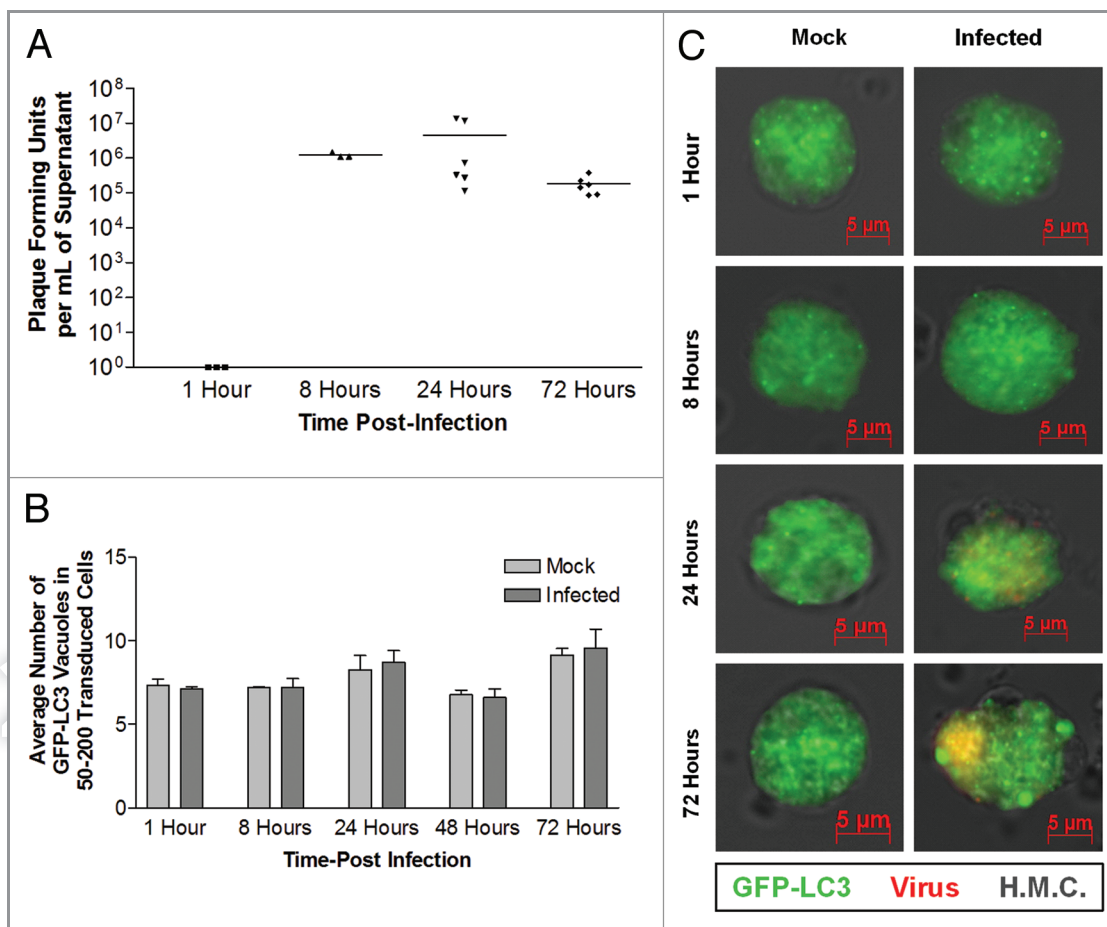 A
Plaque Forming Units
per mL of Supernatant
10⁸
10⁷
10⁶
10⁵
10⁴
10³
10²
10¹
10⁰
1 Hour 8 Hours 24 Hours 72 Hours
Time Post-Infection
B
Average Number of
GFP-LC3 Vacuoles in
50-200 Transduced Cells
15
10
5
0
Mock
Infected
1 Hour 8 Hours 24 Hours 48 Hours 72 Hours
Time-Post Infection
C
Mock Infected
1 Hour
5 µm 5 µm
8 Hours
5 µm 5 µm
24 Hours
5 µm 5 µm
72 Hours
5 µm 5 µm
GFP-LC3 Virus H.M.C.